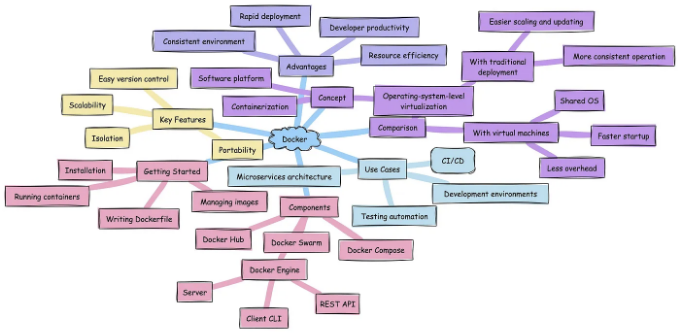 Rapid deployment
Easier scaling and updating
Developer productivity
Consistent environment
Resource efficiency
More consistent operation
Advantages
With traditional
deployment
Easy version control
Software platform
Concept
Operating-system-level
virtualization
Scalability
Containerization
Shared OS
Key Features
Comparison
With virtual machines
Faster startup
Isolation
Docker
Portability
CI/CD
Less overhead
Installation
Getting Started
Microservices architecture
Use Cases
Running containers
Managing images
Development environments
Writing Dockerfile
Components
Testing automation
Docker Hub
Docker Swarm
Docker Compose
Docker Engine
Server
REST API
Client CLI